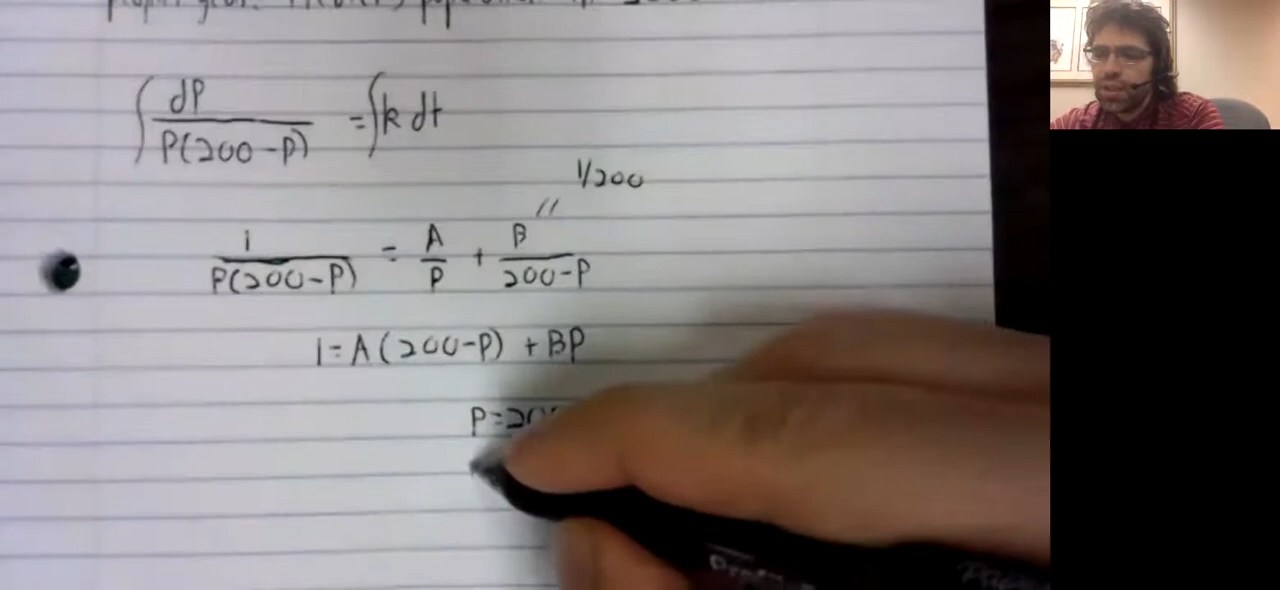 ∫ dP / P(200-P) = ∫ k dt
1/200
//
1 / P(200-P) = A / P + B / 200-P
1 = A(200-P) + BP
P=20